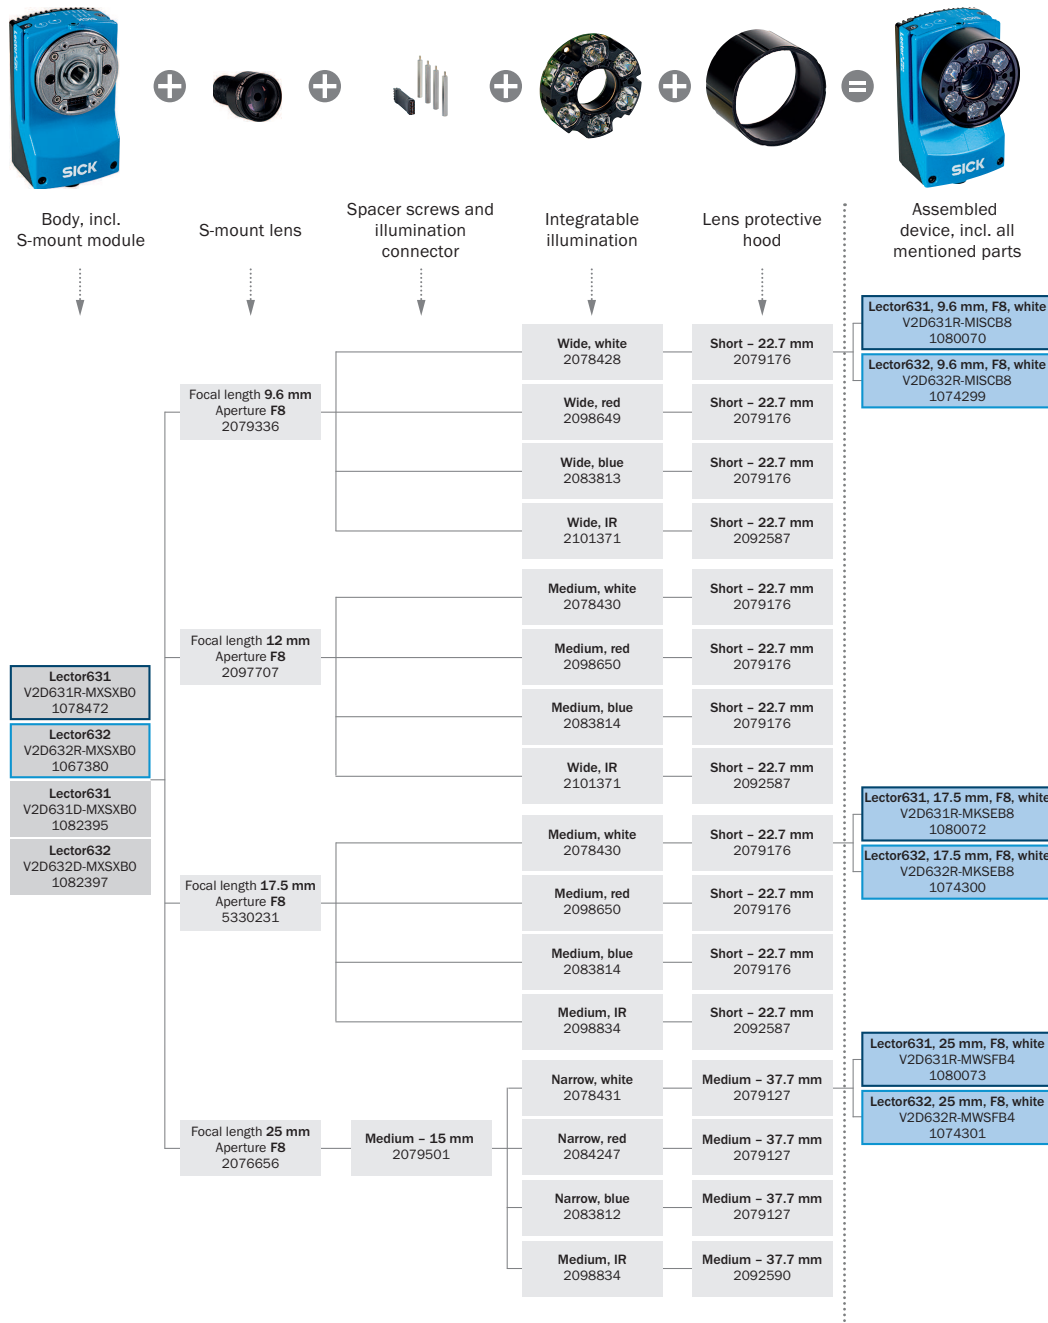 SICK
SICK
Body, incl.
S-mount module
S-mount lens
Spacer screws and
illumination
connector
Integratable
illumination
Lens protective
hood
Assembled
device, incl. all
mentioned parts
Lector631
V2D631R-MXSXB0
1078472
Lector632
V2D632R-MXSXB0
1067380
Lector631
V2D631D-MXSXB0
1082395
Lector632
V2D632D-MXSXB0
1082397
Focal length 9.6 mm
Aperture F8
2079336
Wide, white
2078428
Short – 22.7 mm
2079176
Lector631, 9.6 mm, F8, white
V2D631R-MISCB8
1080070
Lector632, 9.6 mm, F8, white
V2D632R-MISCB8
1074299
Wide, red
2098649
Short – 22.7 mm
2079176
Wide, blue
2083813
Short – 22.7 mm
2079176
Wide, IR
2101371
Short – 22.7 mm
2092587
Focal length 12 mm
Aperture F8
2097707
Medium, white
2078430
Short – 22.7 mm
2079176
Medium, red
2098650
Short – 22.7 mm
2079176
Medium, blue
2083814
Short – 22.7 mm
2079176
Wide, IR
2101371
Short – 22.7 mm
2092587
Focal length 17.5 mm
Aperture F8
5330231
Medium, white
2078430
Short – 22.7 mm
2079176
Lector631, 17.5 mm, F8, white
V2D631R-MKSEB8
1080072
Lector632, 17.5 mm, F8, white
V2D632R-MKSEB8
1074300
Medium, red
2098650
Short – 22.7 mm
2079176
Medium, blue
2083814
Short – 22.7 mm
2079176
Medium, IR
2098834
Short – 22.7 mm
2092587
Focal length 25 mm
Aperture F8
2076656
Medium – 15 mm
2079501
Narrow, white
2078431
Medium – 37.7 mm
2079127
Lector631, 25 mm, F8, white
V2D631R-MWSFB4
1080073
Lector632, 25 mm, F8, white
V2D632R-MWSFB4
1074301
Narrow, red
2084247
Medium – 37.7 mm
2079127
Narrow, blue
2083812
Medium – 37.7 mm
2079127
Medium, IR
2098834
Medium – 37.7 mm
2092590